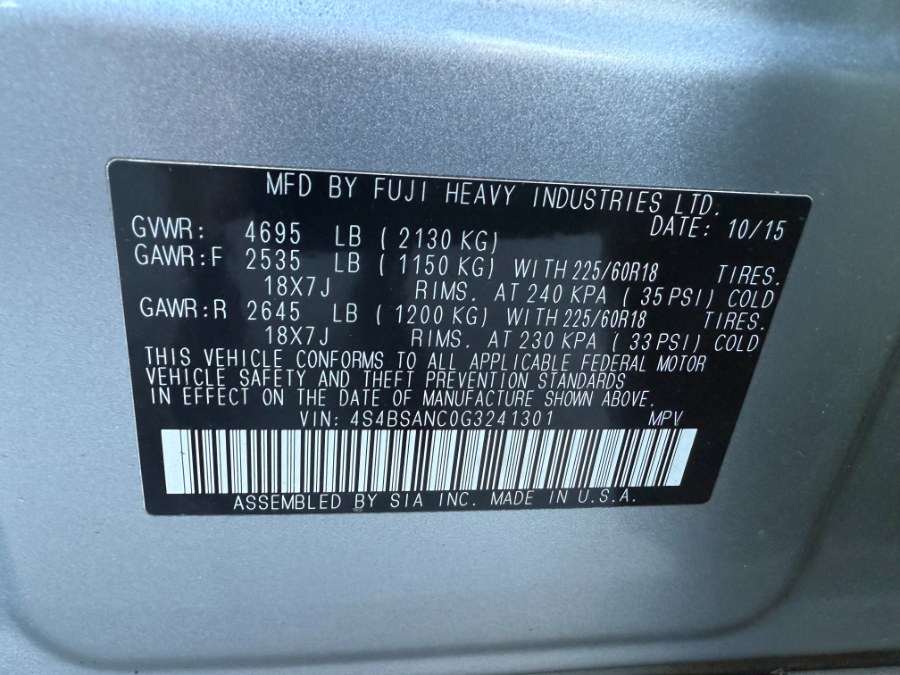 MFD BY FUJI HEAVY INDUSTRIES LTD.
GVWR: 4695 LB ( 2130 KG) DATE: 10/15
GAWR:F 2535 LB ( 1150 KG) WITH 225/60R18 TIRES.
18X7J RIMS. AT 240 KPA ( 35 PSI) COLD
GAWR:R 2645 LB ( 1200 KG) WITH 225/60R18 TIRES.
18X7J RIMS. AT 230 KPA ( 33 PSI) COLD
THIS VEHICLE CONFORMS TO ALL APPLICABLE FEDERAL MOTOR
VEHICLE SAFETY AND THEFT PREVENTION STANDARDS
IN EFFECT ON THE DATE OF MANUFACTURE SHOWN ABOVE.
VIN: 4S4BSANC0G3241301 MPV
ASSEMBLED BY SIA INC. MADE IN U.S.A.